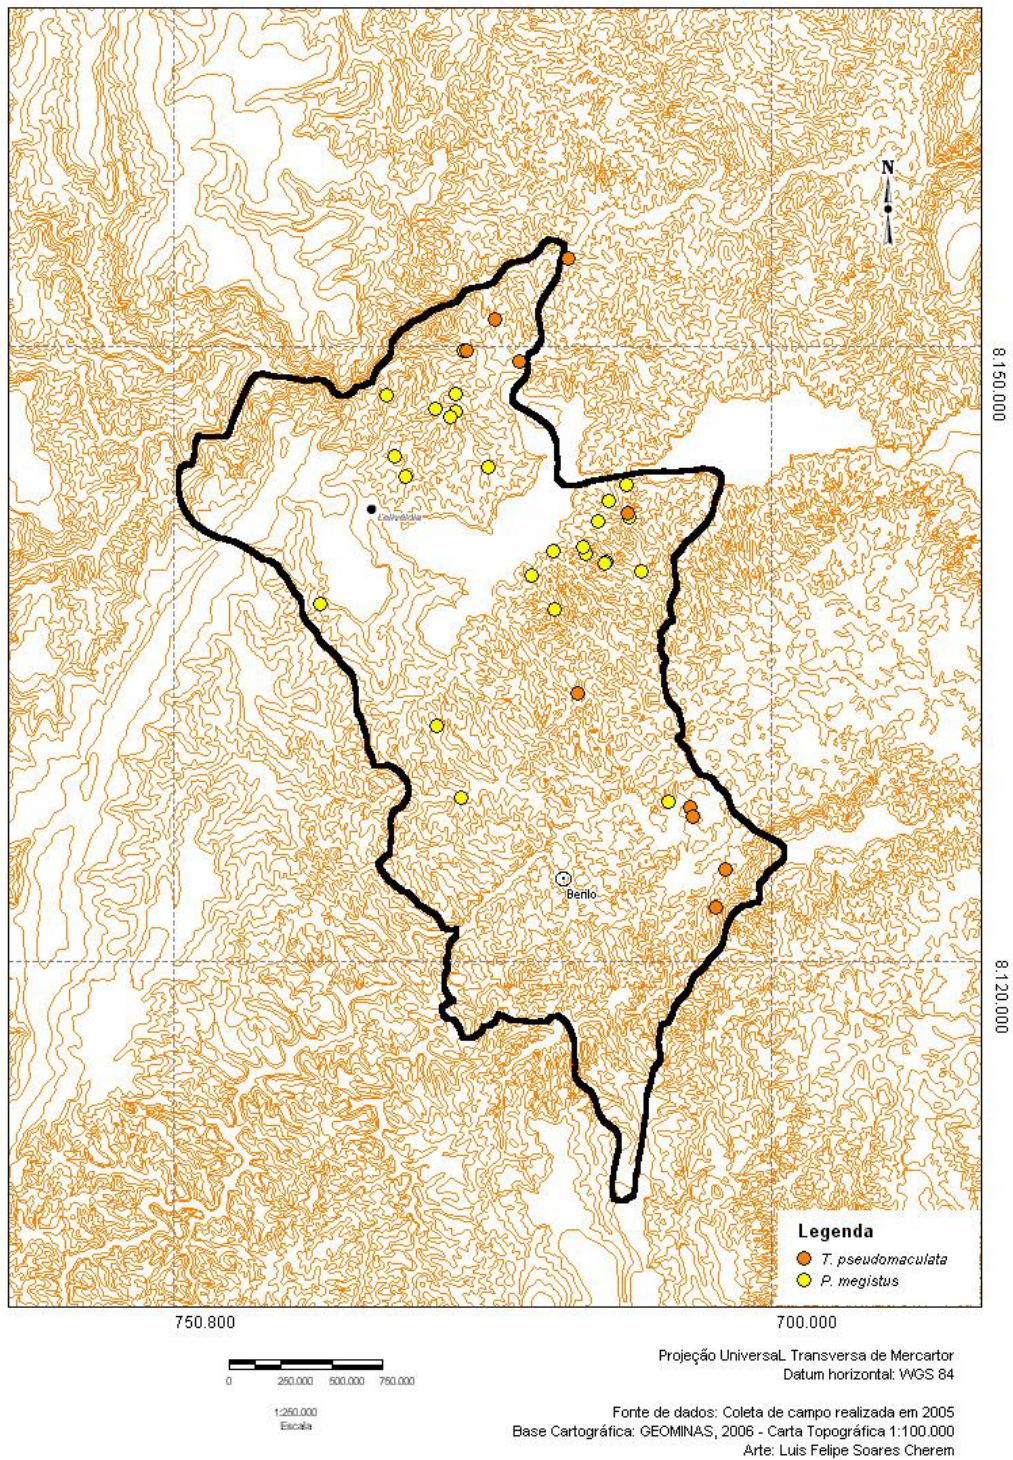 N
8.150.000
Lelivéldia
Berilo
8.120.000
Legenda
T. pseudomaculata
P. megistus
750.800
700.000
0 250.000 500.000 750.000
1:250.000
Escala
Projeção UniversaL Transversa de Mercartor
Datum horizontal: WGS 84
Fonte de dados: Coleta de campo realizada em 2005
Base Cartográfica: GEOMINAS, 2006 - Carta Topográfica 1:100.000
Arte: Luis Felipe Soares Cherem